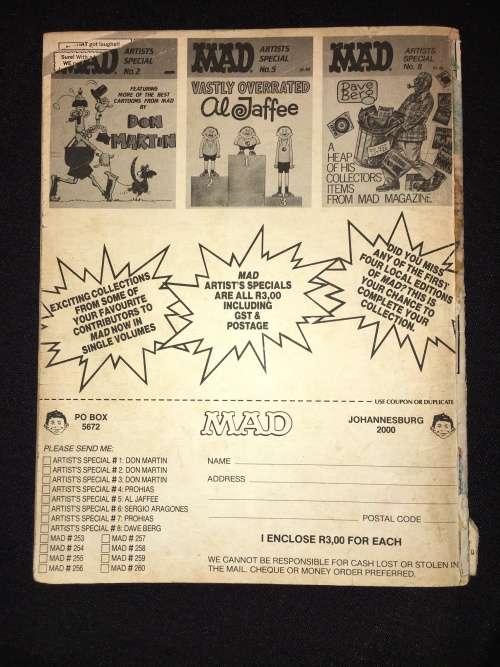 AT got laughs!!
Sure! With
WE
MAD
ARTISTS
SPECIAL
No.2
FEATURING
MORE OF THE BEST
CARTOONS FROM MAD
BY
DON
MARTIN
MAD
ARTISTS
SPECIAL
No.5
VASTLY OVERRATED
Al Jaffee
1
2
3
MAD
ARTISTS
SPECIAL
No. 8
Dave
Berg
A
HEAP
OF HIS
COLLECTORS
ITEMS
FROM MAD MAGAZINE
EXCITING COLLECTIONS
FROM SOME OF
YOUR FAVOURITE
CONTRIBUTORS TO
MAD NOW IN
SINGLE VOLUMES
MAD
ARTIST'S SPECIALS
ARE ALL R3,00
INCLUDING
GST &
POSTAGE
DID YOU MISS
ANY OF THE FIRST
FOUR LOCAL EDITIONS
OF MAD? THIS IS
YOUR CHANCE TO
COMPLETE YOUR
COLLECTION.
USE COUPON OR DUPLICATE
PO BOX
5672
MAD
JOHANNESBURG
2000
PLEASE SEND ME:
ARTIST'S SPECIAL # 1: DON MARTIN
ARTIST'S SPECIAL # 2: DON MARTIN
ARTIST'S SPECIAL # 3: DON MARTIN
ARTIST'S SPECIAL # 4: PROHIAS
ARTIST'S SPECIAL # 5: AL JAFFEE
ARTIST'S SPECIAL # 6: SERGIO ARAGONES
ARTIST'S SPECIAL # 7: PROHIAS
ARTIST'S SPECIAL # 8: DAVE BERG
MAD # 253 MAD # 257
MAD # 254 MAD # 258
MAD # 255 MAD # 259
MAD # 256 MAD # 260
NAME
ADDRESS
POSTAL CODE
I ENCLOSE R3,00 FOR EACH
WE CANNOT BE RESPONSIBLE FOR CASH LOST OR STOLEN IN
THE MAIL. CHEQUE OR MONEY ORDER PREFERRED.